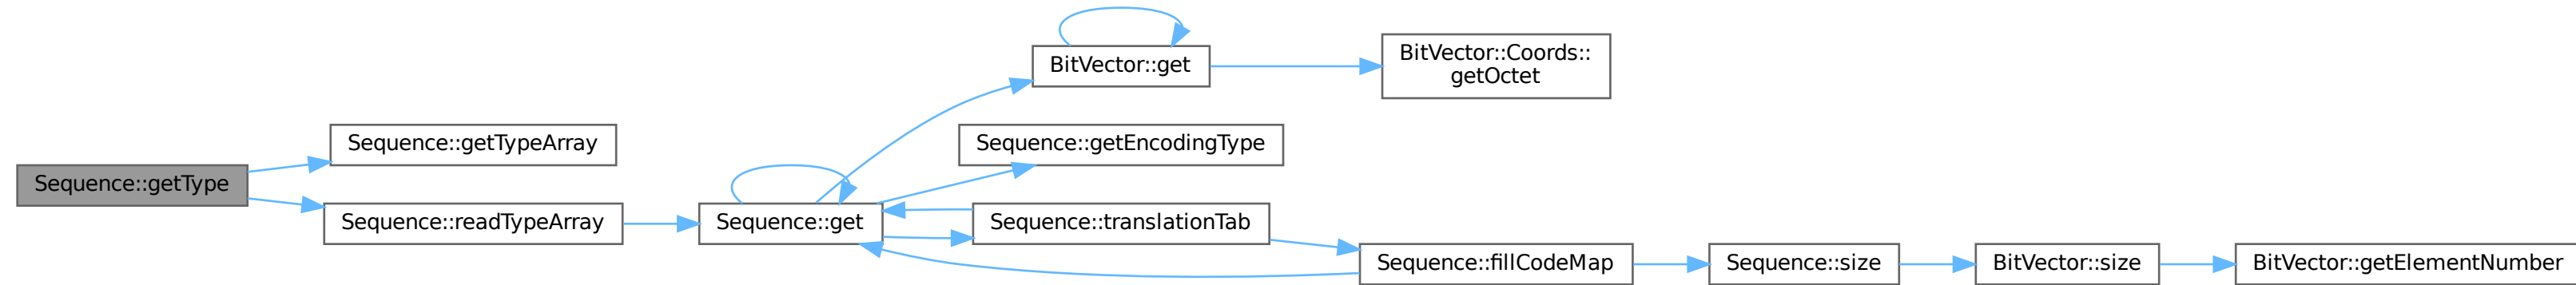 Sequence::getType
Sequence::getTypeArray
Sequence::readTypeArray
Sequence::get
BitVector::get
BitVector::Coords::
getOctet
Sequence::getEncodingType
Sequence::translationTab
Sequence::fillCodeMap
Sequence::size
BitVector::size
BitVector::getElementNumber